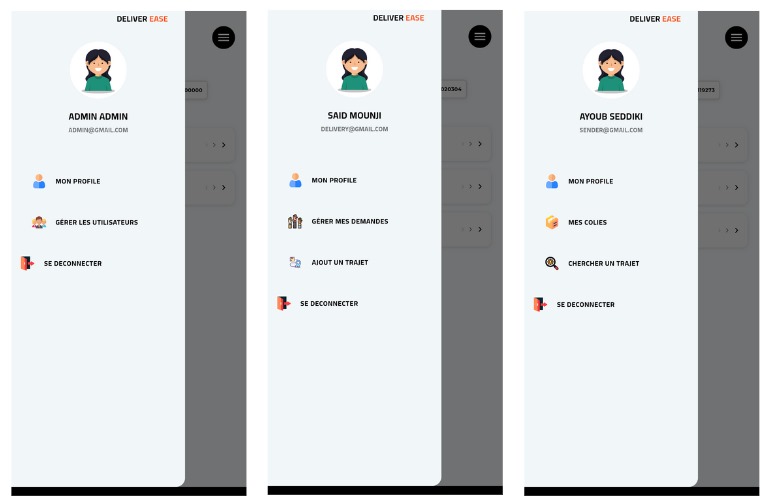 DELIVER EASE
00000
ADMIN ADMIN
ADMIN@GMAIL.COM
MON PROFILE
GÉRER LES UTILISATEURS
SE DECONNECTER
DELIVER EASE
020304
SAID MOUNJI
DELIVERY@GMAIL.COM
MON PROFILE
GÉRER MES DEMANDES
AJOUT UN TRAJET
SE DECONNECTER
DELIVER EASE
19273
AYOUB SEDDIKI
SENDER@GMAIL.COM
MON PROFILE
MES COLIES
CHERCHER UN TRAJET
SE DECONNECTER